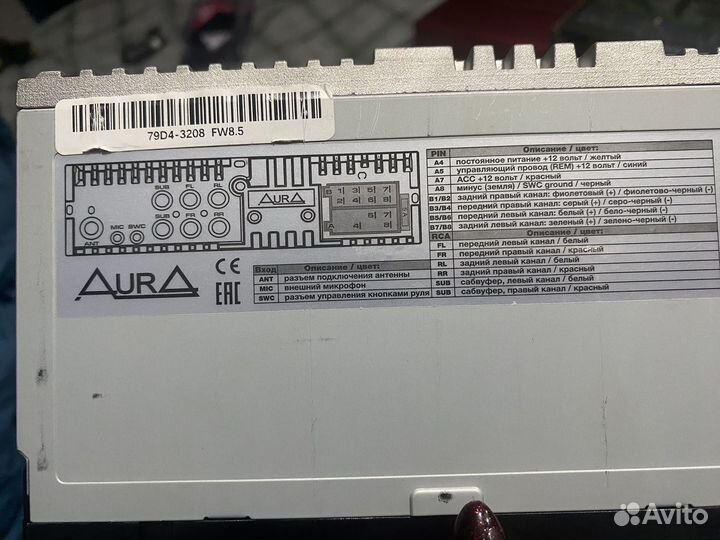 79D4-3208 FW8.5
SUB FL RL
AURA
B 1 3 5 7
2 4 6 8
5 7
A 4 8
ANT MIC SWC SUB FR RR
AURA
CE
EAC
Вход Описание / цвет:
ANT разъем подключения антенны
MIC внешний микрофон
SWC разъем управления кнопками руля
PIN Описание / цвет:
A4 постоянное питание +12 вольт / желтый
A5 управляющий провод (REM) +12 вольт / синий
A7 ACC +12 вольт / красный
A8 минус (земля) / SWC ground / черный
B1/B2 задний правый канал: фиолетовый (+) / фиолетово-черный (-)
B3/B4 передний правый канал: серый (+) / серо-черный (-)
B5/B6 передний левый канал: белый (+) / бело-черный (-)
B7/B8 задний левый канал: зеленый (+) / зелено-черный (-)
RCA Описание / цвет:
FL передний левый канал / белый
FR передний правый канал / красный
RL задний левый канал / белый
RR задний правый канал / красный
SUB сабвуфер, левый канал / белый
SUB сабвуфер, правый канал / красный
Avito